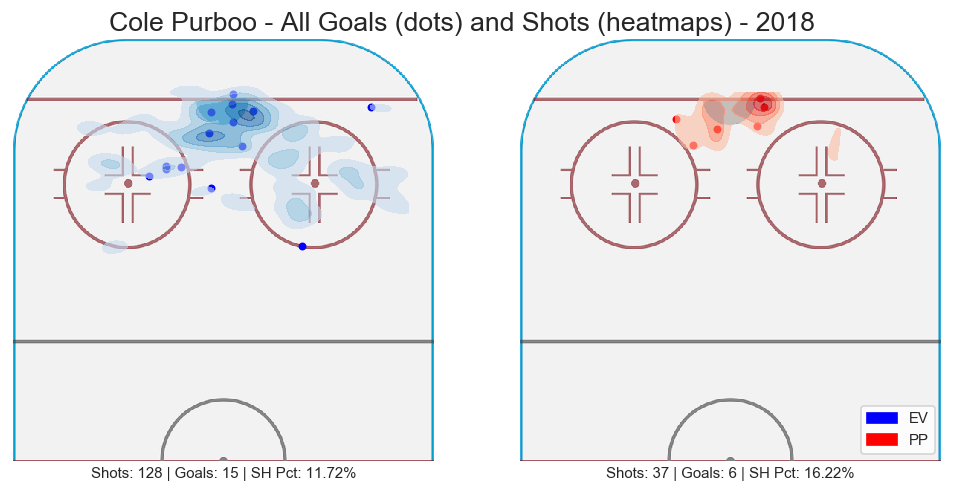 Cole Purboo - All Goals (dots) and Shots (heatmaps) - 2018
EV
PP
Shots: 128 | Goals: 15 | SH Pct: 11.72%
Shots: 37 | Goals: 6 | SH Pct: 16.22%